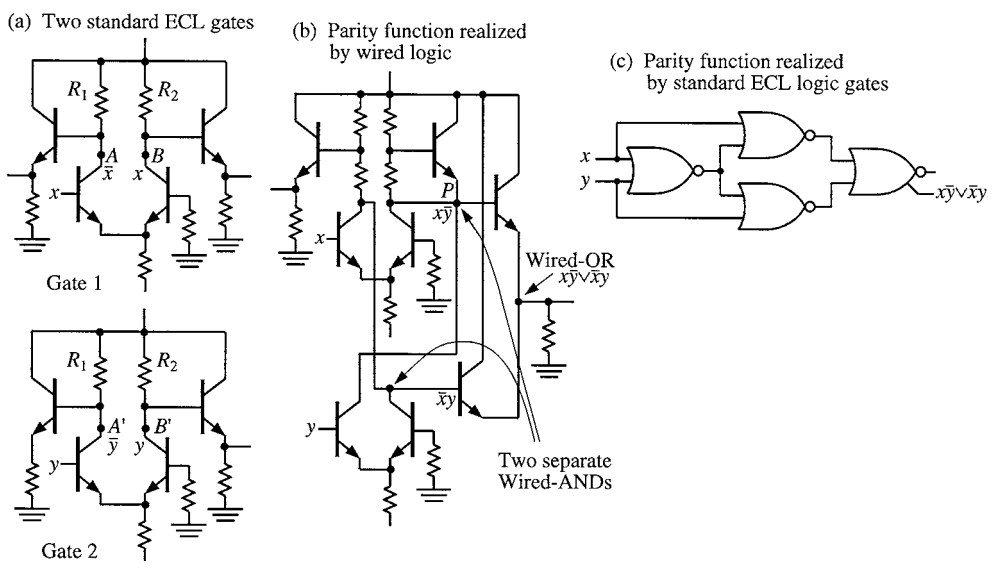 (a) Two standard ECL gates
R₁
R₂
A
x̄
B
x
x
Gate 1
R₁
R₂
A'
ȳ
B'
y
y
Gate 2
(b) Parity function realized
by wired logic
P
xȳ
x
Wired-OR
xȳ∨x̄y
x̄y
y
Two separate
Wired-ANDs
(c) Parity function realized
by standard ECL logic gates
x
y
xȳ∨x̄y